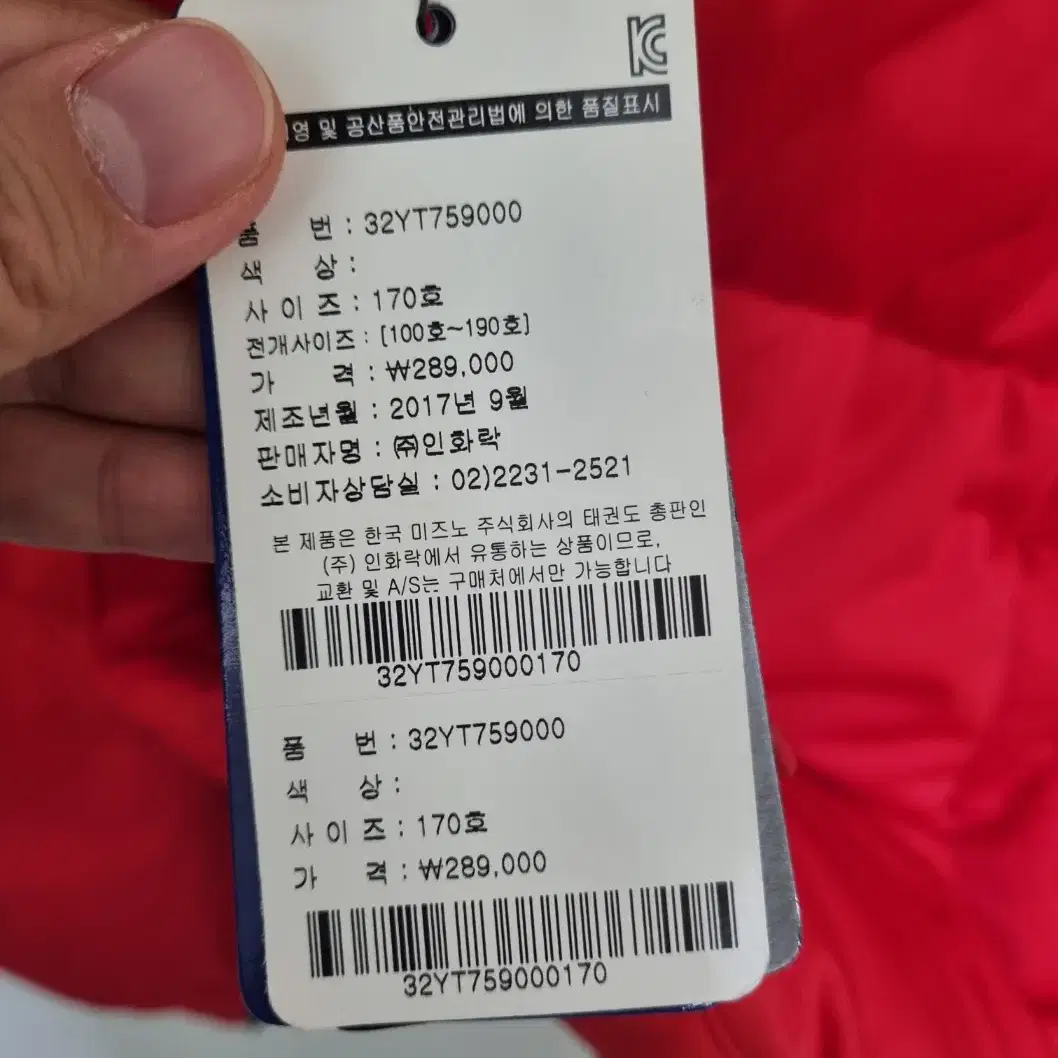 및 공산품안전관리법에 의한 품질표시
품 번 : 32YT759000
색 상 :
사 이 즈 : 170호
전개사이즈 : [100호~190호]
가 격 : ₩289,000
제조년월 : 2017년 9월
판매자명 : ㈜인화락
소비자상담실 : 02)2231-2521
본 제품은 한국 미즈노 주식회사의 태권도 총판인
(주) 인화락에서 유통하는 상품이므로,
교환 및 A/S는 구매처에서만 가능합니다
32YT759000170
품 번 : 32YT759000
색 상 :
사 이 즈 : 170호
가 격 : ₩289,000
32YT759000170